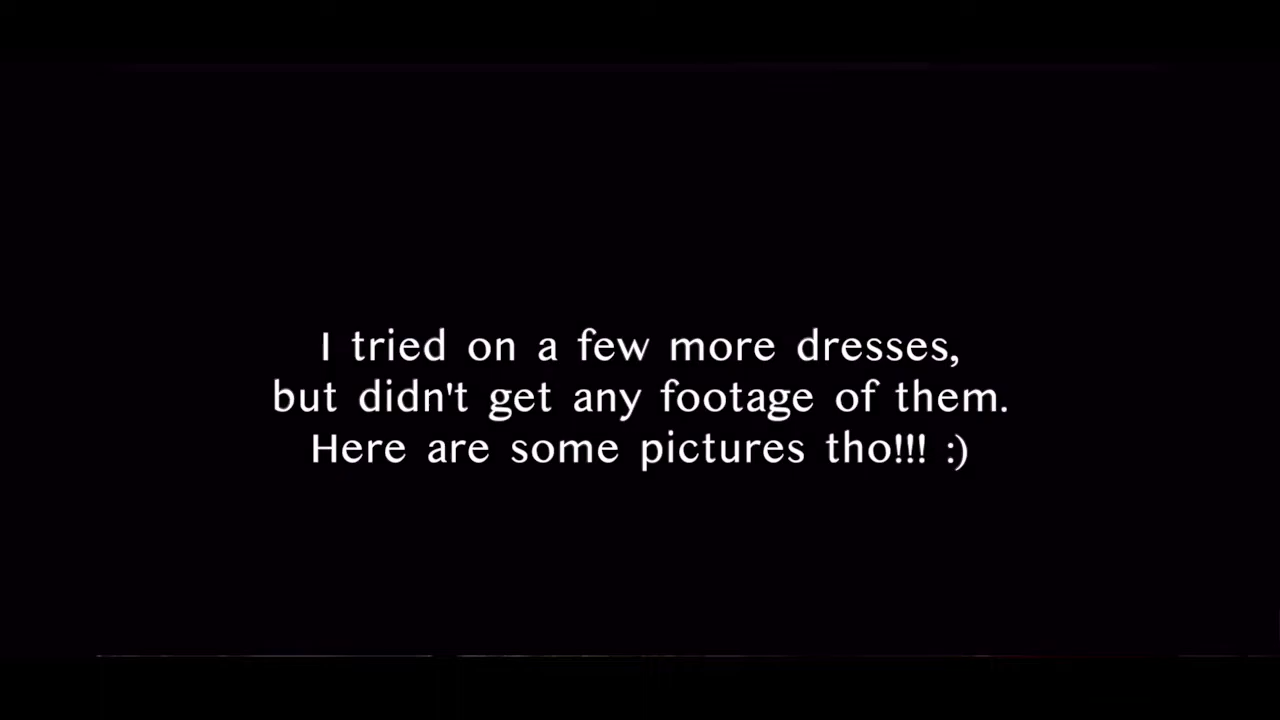 I tried on a few more dresses,
but didn't get any footage of them.
Here are some pictures tho!!! :)